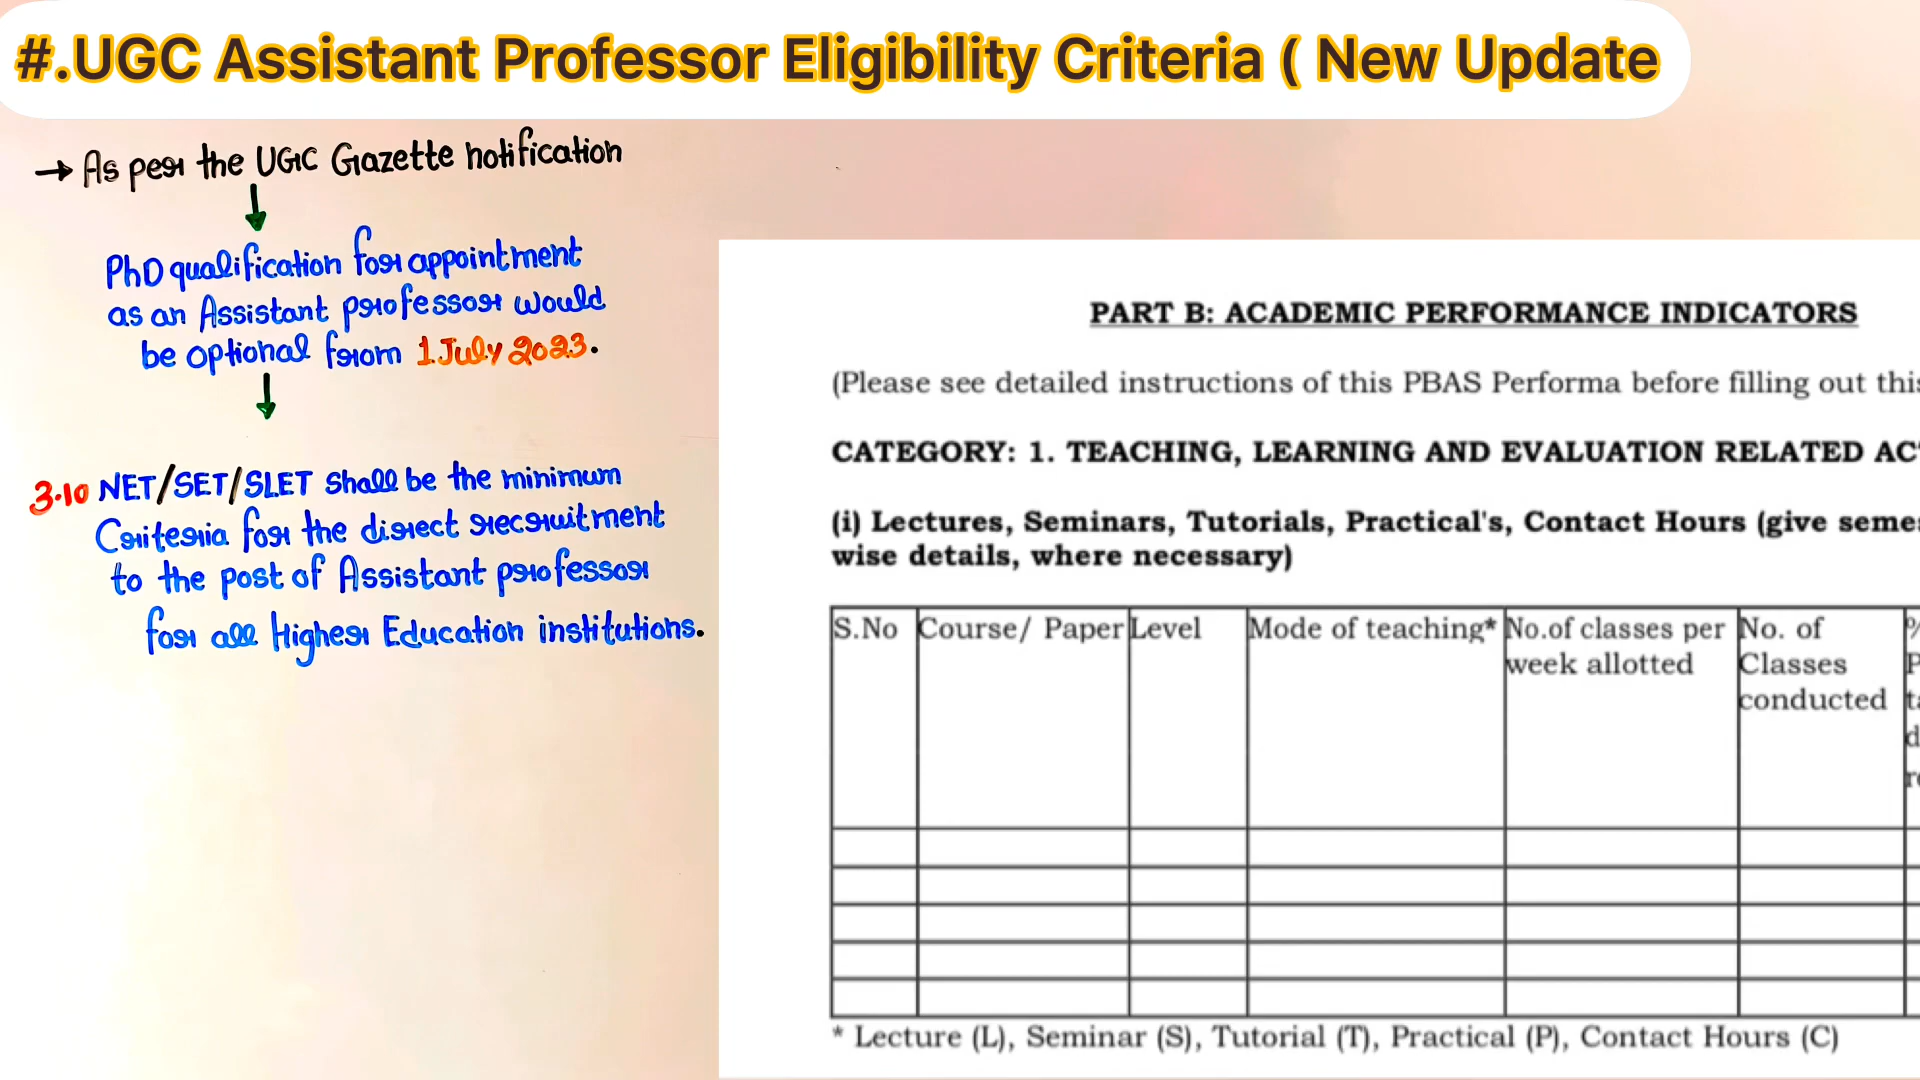 #.UGC Assistant Professor Eligibility Criteria ( New Update
→ As per the UGC Gazette notification
PhD qualification for appointment
as an Assistant professor would
be optional from 1 July 2023.
3.10 NET/SET/SLET shall be the minimum
Criteria for the direct recruitment
to the post of Assistant professor
for all Higher Education institutions.
PART B: ACADEMIC PERFORMANCE INDICATORS
(Please see detailed instructions of this PBAS Performa before filling out this
CATEGORY: 1. TEACHING, LEARNING AND EVALUATION RELATED AC
(i) Lectures, Seminars, Tutorials, Practical's, Contact Hours (give seme
wise details, where necessary)
S.No Course/ Paper Level Mode of teaching* No.of classes per No. of %
week allotted Classes
conducted
* Lecture (L), Seminar (S), Tutorial (T), Practical (P), Contact Hours (C)